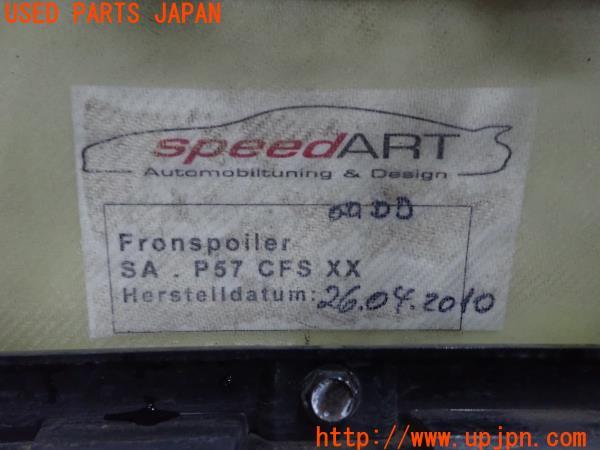 USED PARTS JAPAN
speedART
Automobiltuning & Design
Fronspoiler
SA . P57 CFS XX
Herstelldatum: 26.04.2010
http://www.upjpn.com